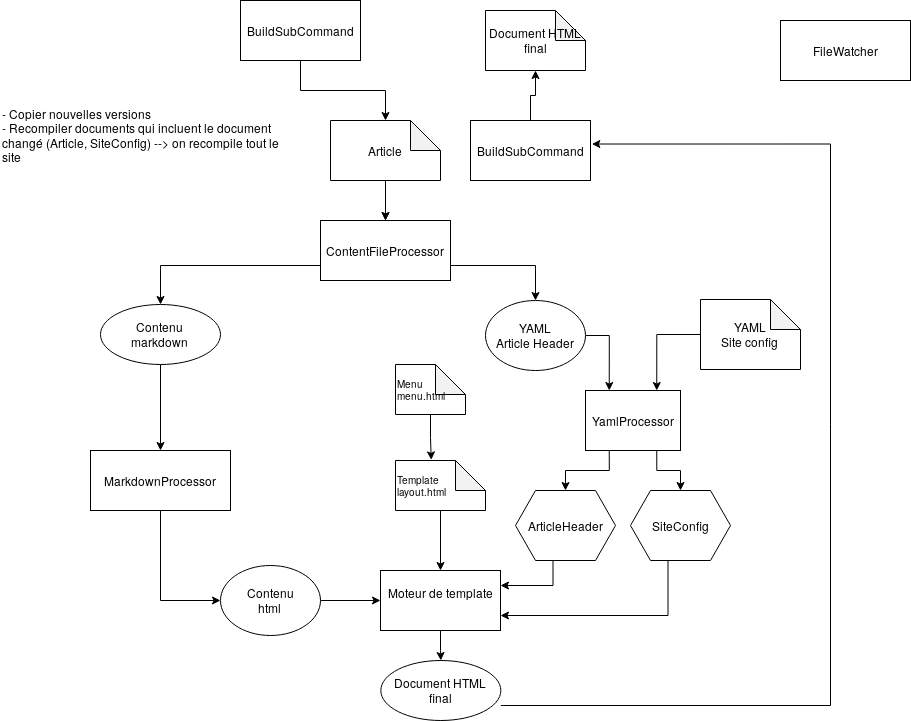 BuildSubCommand
Document HTML
final
FileWatcher
- Copier nouvelles versions
- Recompiler documents qui incluent le document
changé (Article, SiteConfig) --> on recompile tout le
site
Article
BuildSubCommand
ContentFileProcessor
Contenu
markdown
YAML
Article Header
YAML
Site config
Menu
menu.html
YamlProcessor
MarkdownProcessor
Template
layout.html
ArticleHeader
SiteConfig
Contenu
html
Moteur de template
Document HTML
final